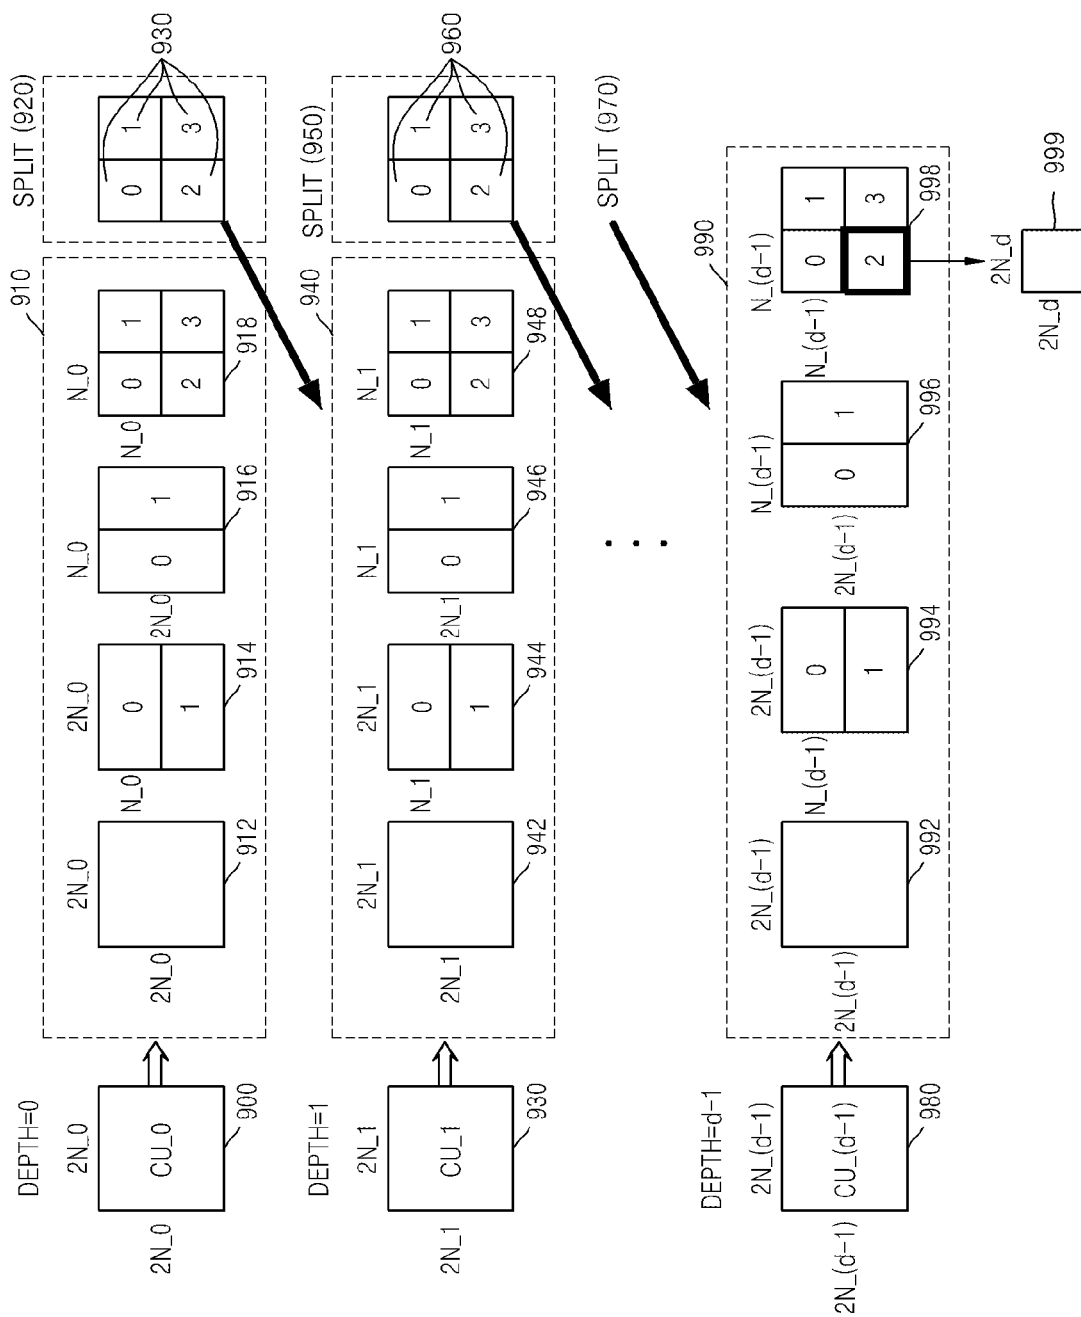 DEPTH=0
2N_0
2N_0
CU_0
900
910
2N_0
2N_0
912
2N_0
N_0
0
1
914
N_0
2N_0
0
1
916
N_0
N_0
0
1
2
3
918
SPLIT (920)
0
1
2
3
930
DEPTH=1
2N_1
2N_1
CU_1
930
940
2N_1
2N_1
942
2N_1
N_1
0
1
944
N_1
2N_1
0
1
946
N_1
N_1
0
1
2
3
948
SPLIT (950)
0
1
2
3
960
SPLIT (970)
DEPTH=d-1
2N_(d-1)
2N_(d-1)
CU_(d-1)
980
990
2N_(d-1)
2N_(d-1)
992
2N_(d-1)
N_(d-1)
0
1
994
N_(d-1)
2N_(d-1)
0
1
996
N_(d-1)
N_(d-1)
0
1
2
3
998
2N_d
2N_d
999